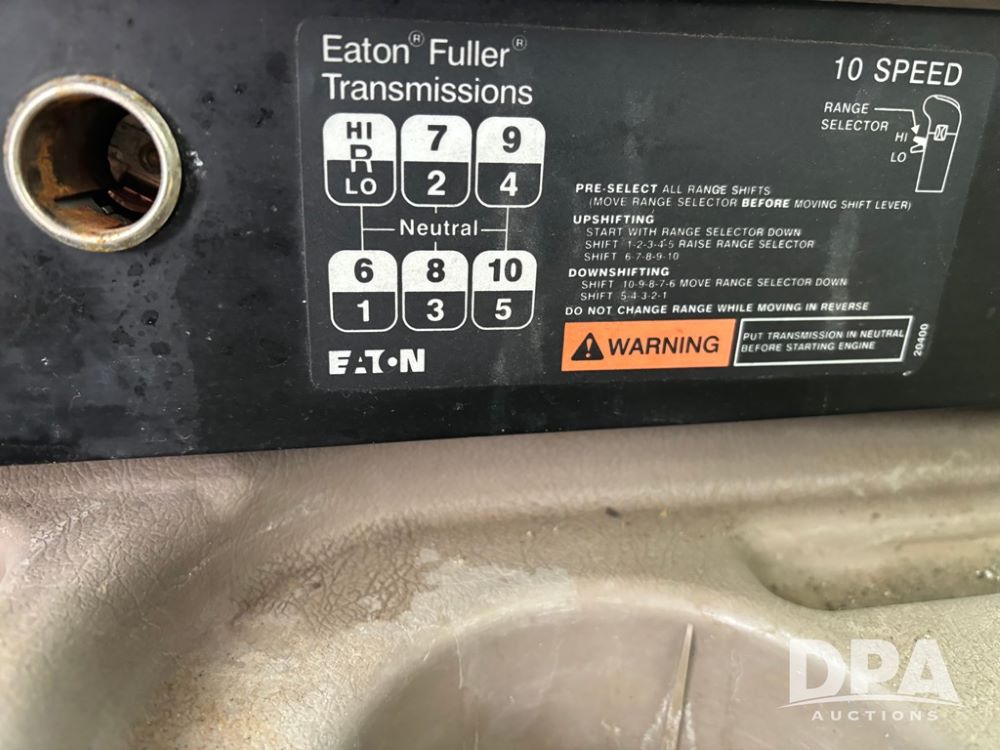 Eaton® Fuller®
Transmissions
10 SPEED
RANGE
SELECTOR
HI
LO
HI
R
LO
7
2
9
4
Neutral
6
1
8
3
10
5
EATON
PRE-SELECT ALL RANGE SHIFTS
(MOVE RANGE SELECTOR BEFORE MOVING SHIFT LEVER)
UPSHIFTING
START WITH RANGE SELECTOR DOWN
SHIFT 1-2-3-4-5 RAISE RANGE SELECTOR
SHIFT 6-7-8-9-10
DOWNSHIFTING
SHIFT 10-9-8-7-6 MOVE RANGE SELECTOR DOWN
SHIFT 5-4-3-2-1
DO NOT CHANGE RANGE WHILE MOVING IN REVERSE
WARNING
PUT TRANSMISSION IN NEUTRAL
BEFORE STARTING ENGINE
20400
DPA
AUCTIONS